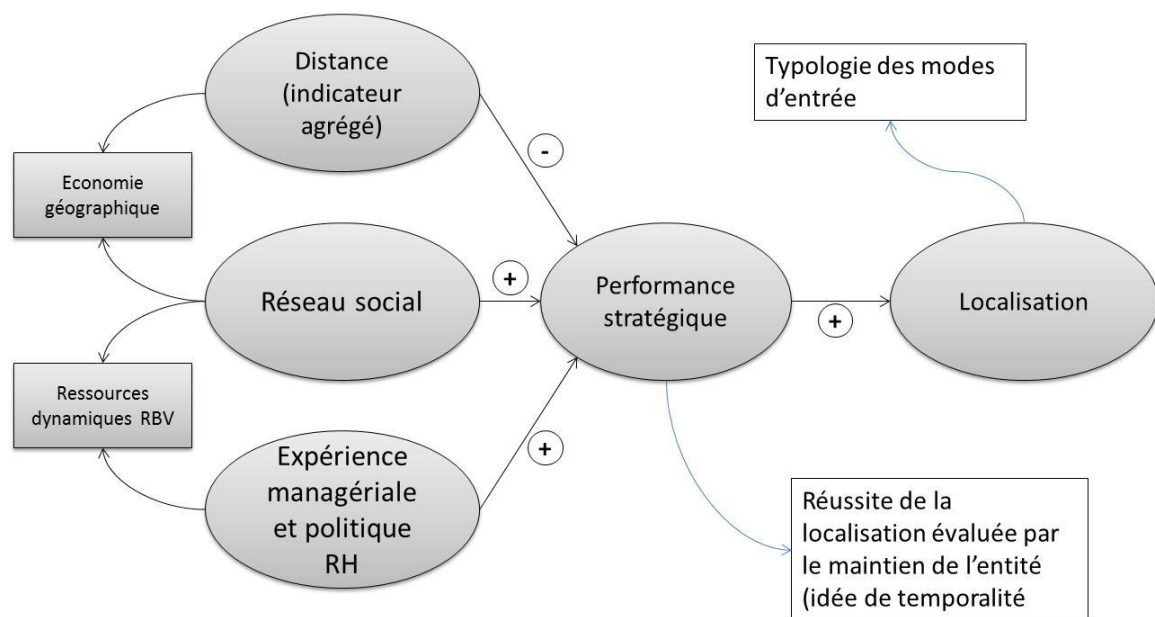 Distance
(indicateur
agrégé)
Typologie des modes
d’entrée
-
Economie
géographique
Réseau social
+
Performance
stratégique
+
Localisation
Ressources
dynamiques RBV
+
Expérience
managériale
et politique
RH
Réussite de la
localisation évaluée par
le maintien de l’entité
(idée de temporalité